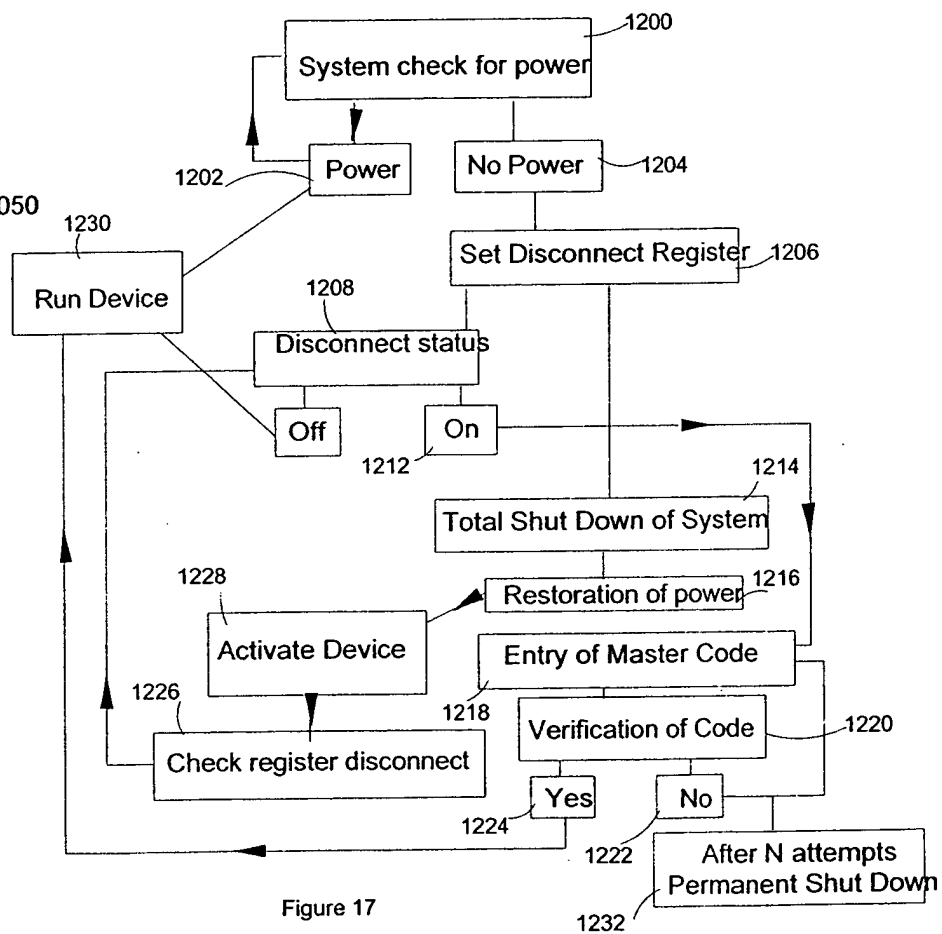 1200
System check for power
Power
1202
No Power
1204
050
1230
Run Device
Set Disconnect Register
1206
1208
Disconnect status
Off
On
1212
1214
Total Shut Down of System
1216
Restoration of power
1228
Activate Device
Entry of Master Code
1218
1226
Check register disconnect
Verification of Code
1220
Yes
1224
No
1222
After N attempts
Permanent Shut Down
1232
Figure 17